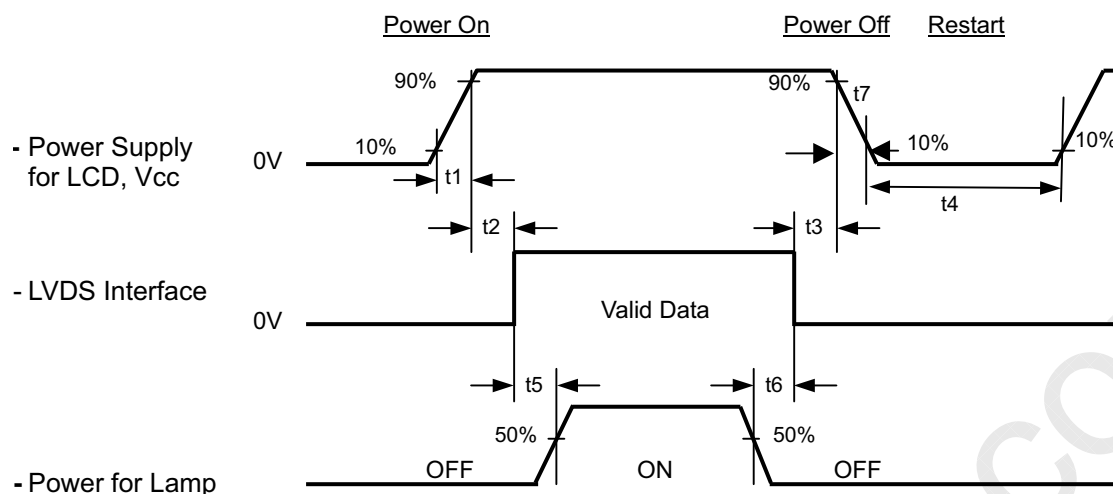 Power On
Power Off
Restart
90%
90%
t7
- Power Supply
for LCD, Vcc
0V
10%
10%
10%
t1
t4
t2
t3
- LVDS Interface
0V
Valid Data
t5
t6
50%
50%
- Power for Lamp
OFF
ON
OFF